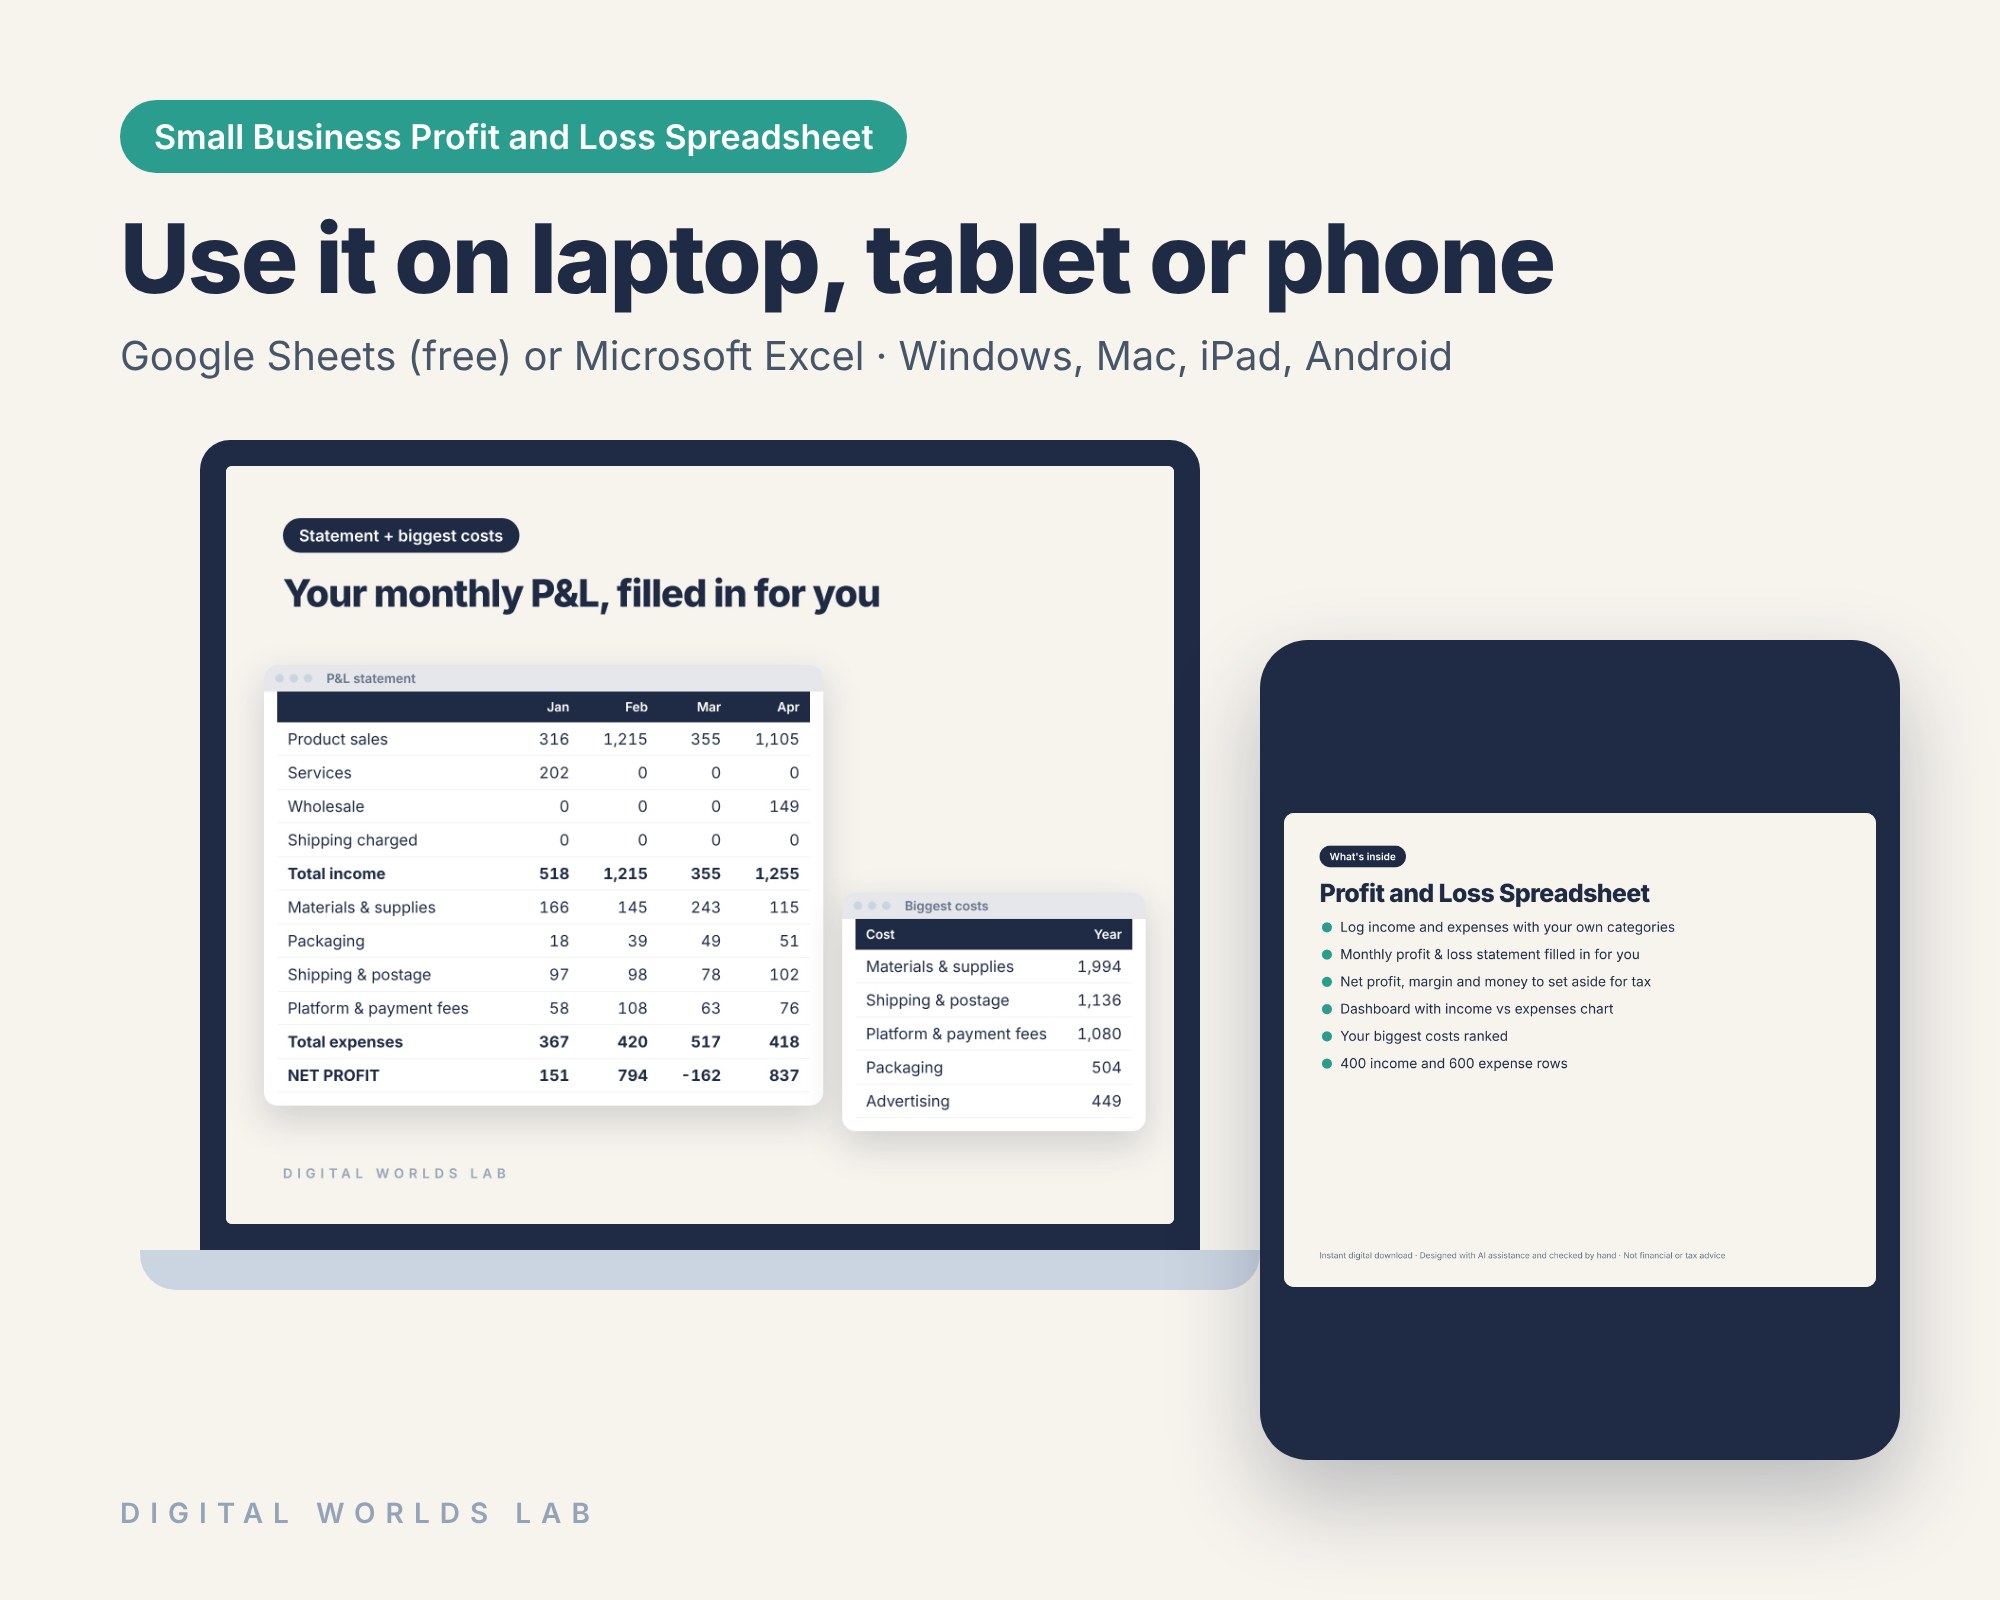 Small Business Profit and Loss Spreadsheet
Use it on laptop, tablet or phone
Google Sheets (free) or Microsoft Excel · Windows, Mac, iPad, Android
Statement + biggest costs
Your monthly P&L, filled in for you
P&L statement
Jan Feb Mar Apr
Product sales 316 1,215 355 1,105
Services 202 0 0 0
Wholesale 0 0 0 149
Shipping charged 0 0 0 0
Total income 518 1,215 355 1,255
Materials & supplies 166 145 243 115
Packaging 18 39 49 51
Shipping & postage 97 98 78 102
Platform & payment fees 58 108 63 76
Total expenses 367 420 517 418
NET PROFIT 151 794 -162 837
Biggest costs
Cost Year
Materials & supplies 1,994
Shipping & postage 1,136
Platform & payment fees 1,080
Packaging 504
Advertising 449
DIGITAL WORLDS LAB
What's inside
Profit and Loss Spreadsheet
Log income and expenses with your own categories
Monthly profit & loss statement filled in for you
Net profit, margin and money to set aside for tax
Dashboard with income vs expenses chart
Your biggest costs ranked
400 income and 600 expense rows
Instant digital download · Designed with AI assistance and checked by hand · Not financial or tax advice
DIGITAL WORLDS LAB